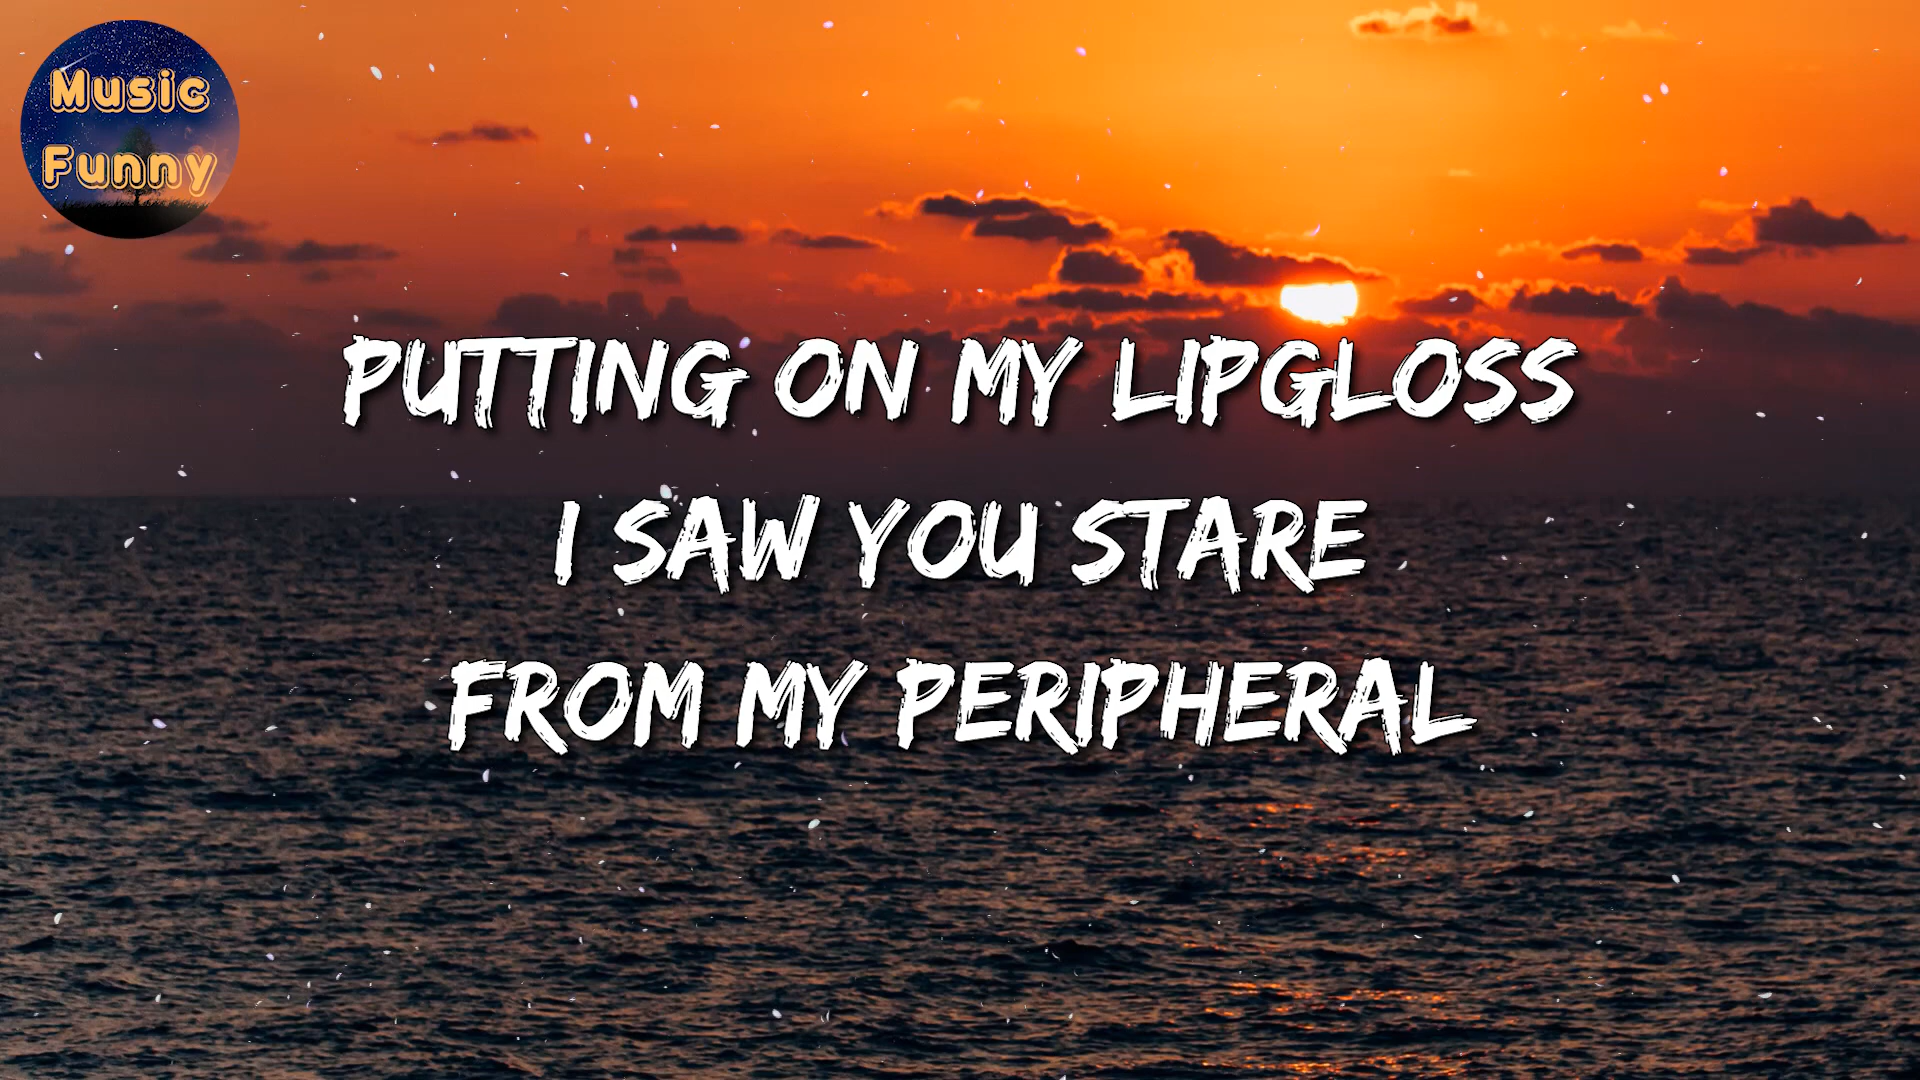 Music
Funny
PUTTING ON MY LIPGLOSS
I SAW YOU STARE
FROM MY PERIPHERAL